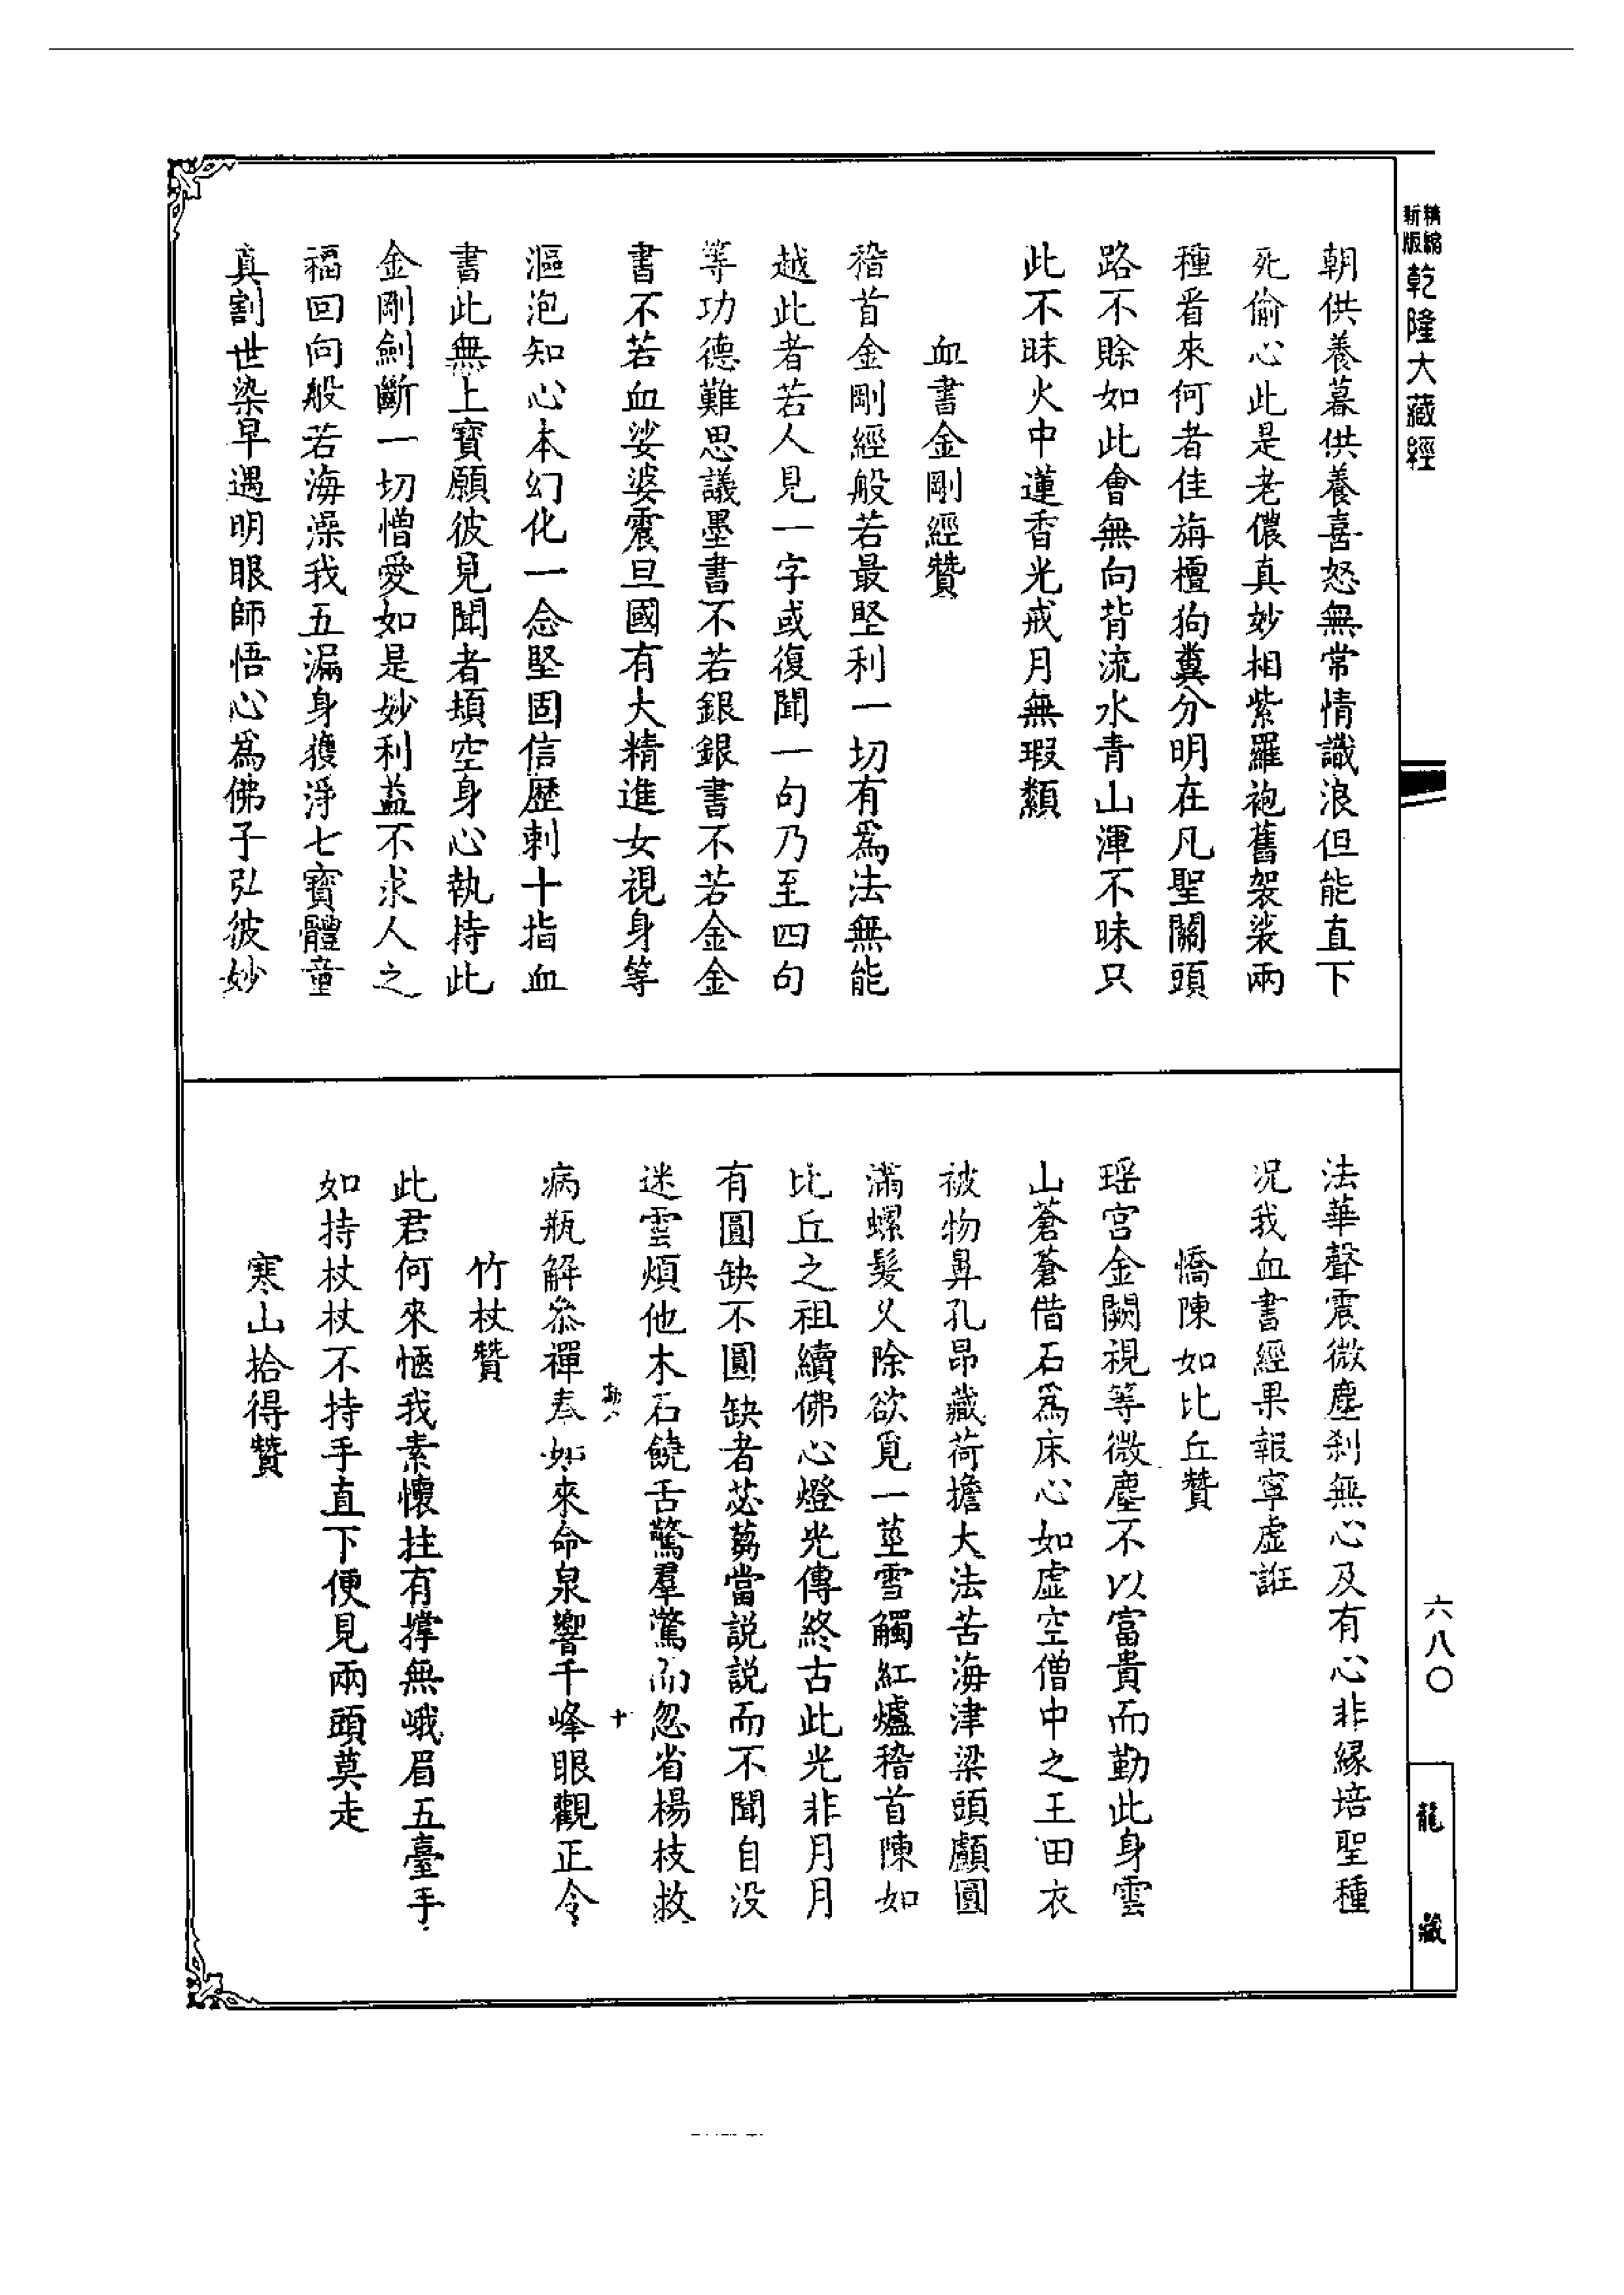 精縮新版乾隆大藏經
朝供養暮供養喜怒無常情識浪但能直下
死偷心此是老儂真妙相紫羅袍舊袈裟兩
種看來何者佳旃檀狗糞分明在凡聖關頭
路不賒如此會無向背流水青山渾不昧只
此不昧火中蓮香光戒月無瑕纇
血書金剛經贊
稽首金剛經般若最堅利一切有為法無能
越此者若人見一字或復聞一句乃至四句
等功德難思議墨書不若銀銀書不若金金
書不若血娑婆震旦國有大精進女視身等
漚泡知心本幻化一念堅固信歷刺十指血
書此無上寶願彼見聞者頓空身心執持此
金剛劍斷一切憎愛如是妙利益不求人之
福回向般若海澡我五漏身獲淨七寶體童
真割世染早遇明眼師悟心為佛子弘彼妙
法華聲震微塵剎無心及有心非緣培聖種
況我血書經果報寧虛誑
憍陳如比丘贊
瑤宮金闕視等微塵不以富貴而勤此身雲
山蒼蒼借石為床心如虛空僧中之王田衣
被物鼻孔昂藏荷擔大法苦海津梁頭顱圓
滿螺髮乂除欲覓一莖雪觸紅爐稽首陳如
比丘之祖續佛心燈光傳終古此光非月月
有圓缺不圓缺者苾蒭當說說而不聞自沒
迷雲煩他木石饒舌驚羣驚而忽省楊枝救
病瓶解叅禪奉如來命泉響千峰眼觀正令
竹杖贊
此君何來愜我素懷拄有撐無峨眉五臺手
如持杖杖不持手直下便見兩頭莫走
寒山拾得贊
十
六八〇
龍藏